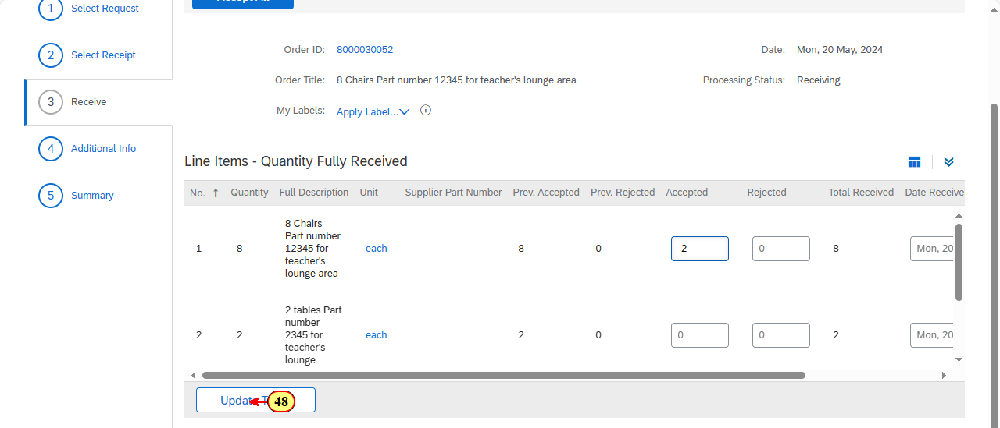 1 Select Request
2 Select Receipt
3 Receive
4 Additional Info
5 Summary
Order ID: 8000030052 Date: Mon, 20 May, 2024
Order Title: 8 Chairs Part number 12345 for teacher's lounge area Processing Status: Receiving
My Labels: Apply Label...
Line Items - Quantity Fully Received
No. Quantity Full Description Unit Supplier Part Number Prev. Accepted Prev. Rejected Accepted Rejected Total Received Date Receive
8 Chairs
Part number
1 8 12345 for each 8 0 -2 0 8 Mon, 20
teacher's
lounge area
2 tables Part
number
2 2 2345 for each 2 0 0 0 2 Mon, 20
teacher's
lounge
48